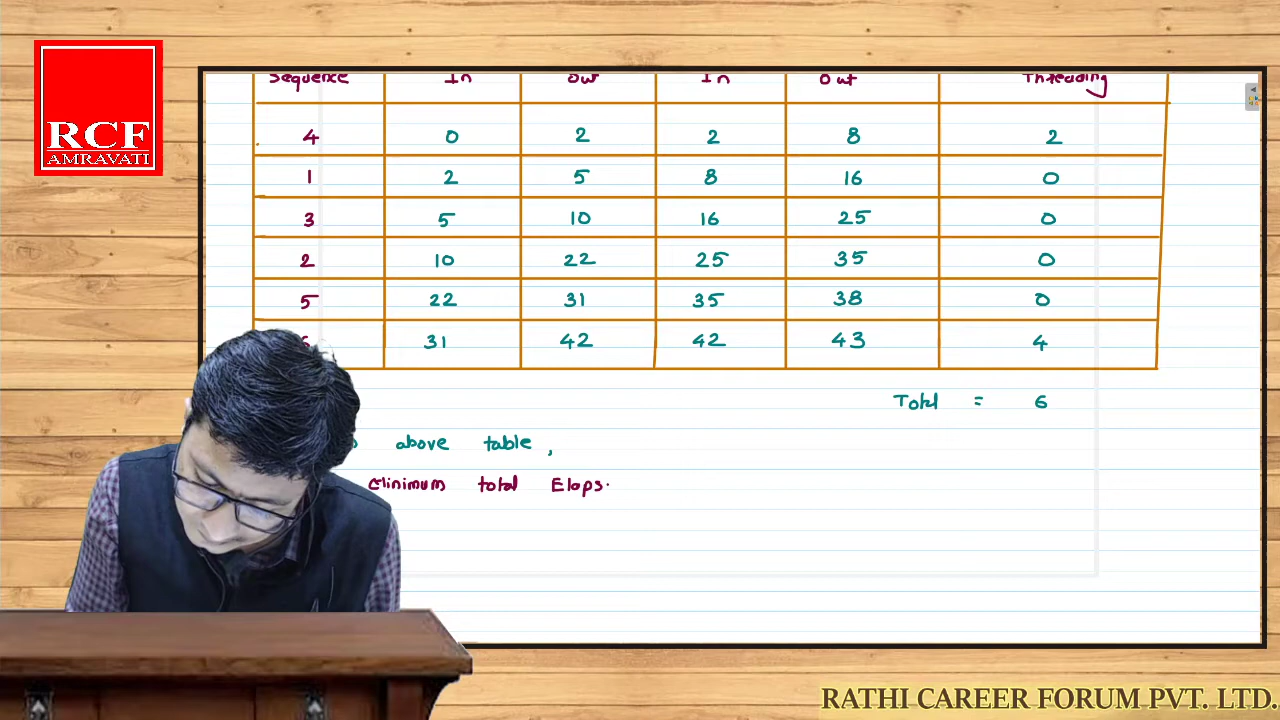 RCF
AMRAVATI
Sequence In Out In Out Threading
4 0 2 2 8 2
1 2 5 8 16 0
3 5 10 16 25 0
2 10 22 25 35 0
5 22 31 35 38 0
31 42 42 43 4
Total = 6
above table ,
Minimum total Elaps.
RATHI CAREER FORUM PVT. LTD.